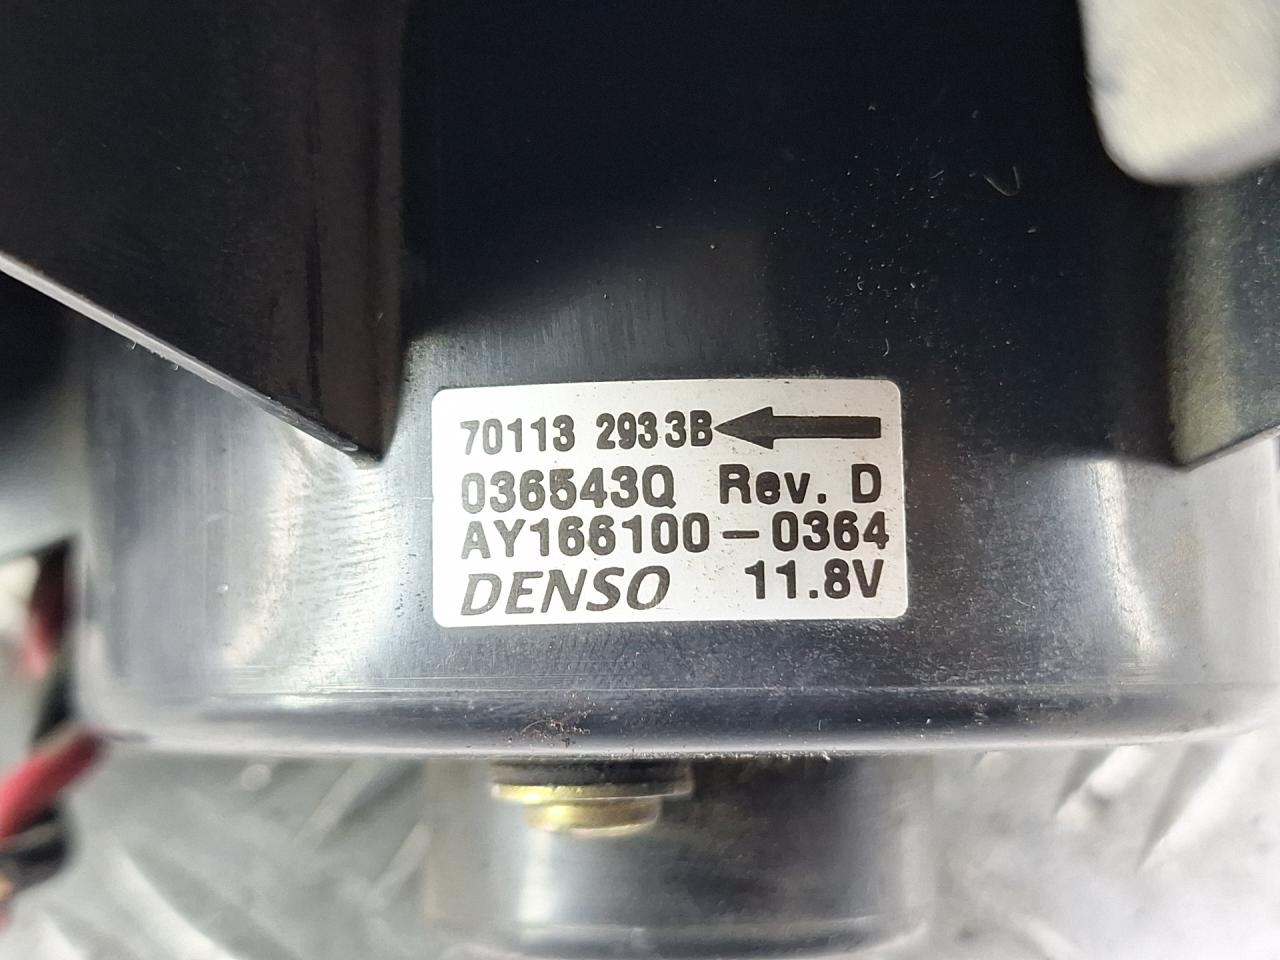 70113 2933B
036543Q Rev. D
AY166100-0364
DENSO 11.8V